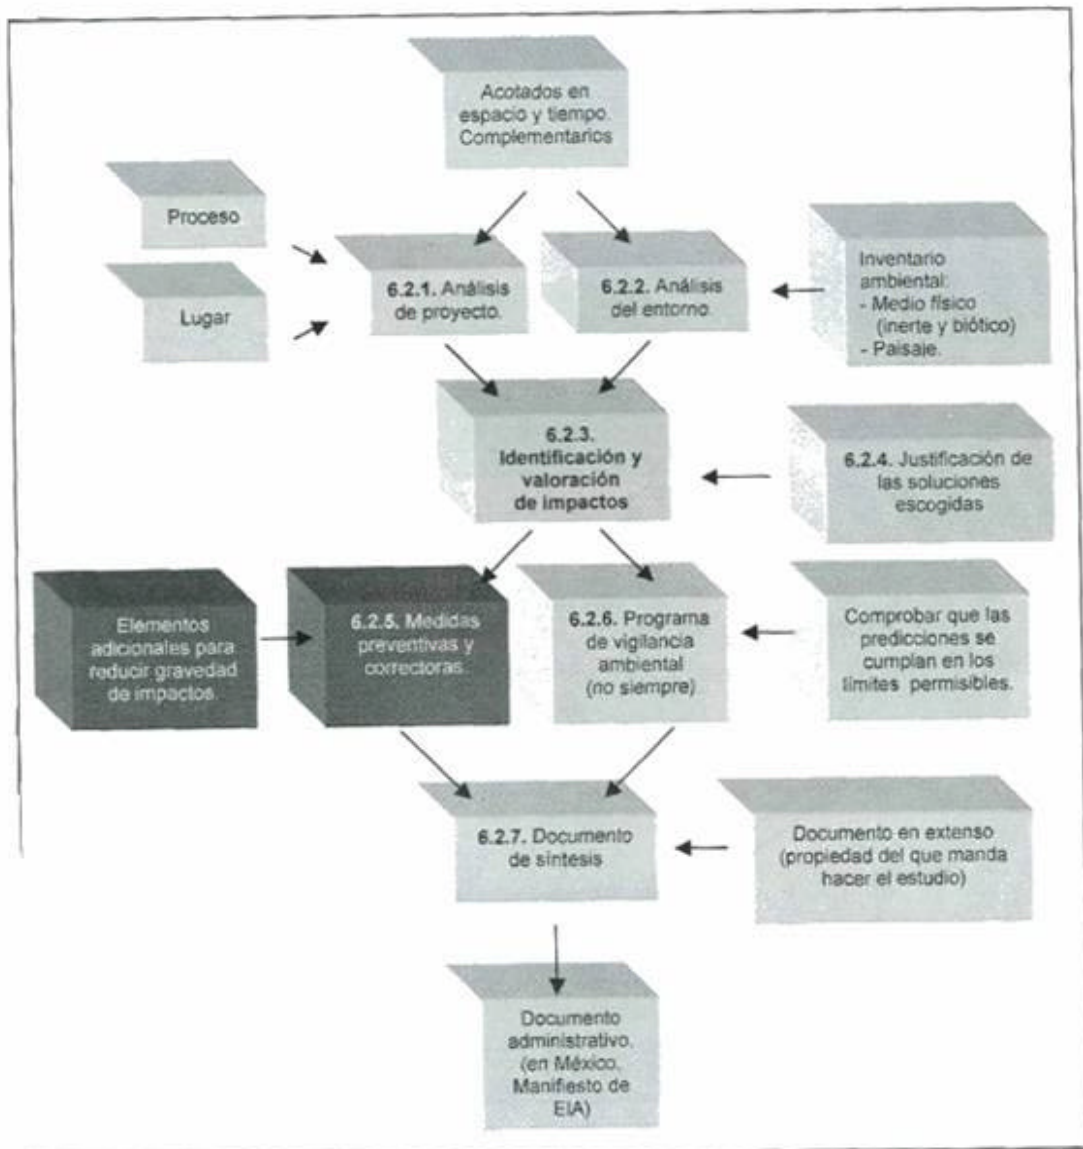 Acotados en
espacio y tiempo.
Complementarios
Proceso
Lugar
6.2.1. Análisis
de proyecto.
6.2.2. Análisis
del entorno.
Inventario
ambiental:
- Medio físico
(inerte y biótico)
- Paisaje.
6.2.3.
Identificación y
valoración
de impactos
6.2.4. Justificación de
las soluciones
escogidas
Elementos
adicionales para
reducir gravedad
de impactos.
6.2.5. Medidas
preventivas y
correctoras.
6.2.6. Programa
de vigilancia
ambiental
(no siempre)
Comprobar que las
predicciones se
cumplan en los
límites permisibles.
6.2.7. Documento
de síntesis
Documento en extenso
(propiedad del que manda
hacer el estudio)
Documento
administrativo.
(en México,
Manifiesto de
EIA)